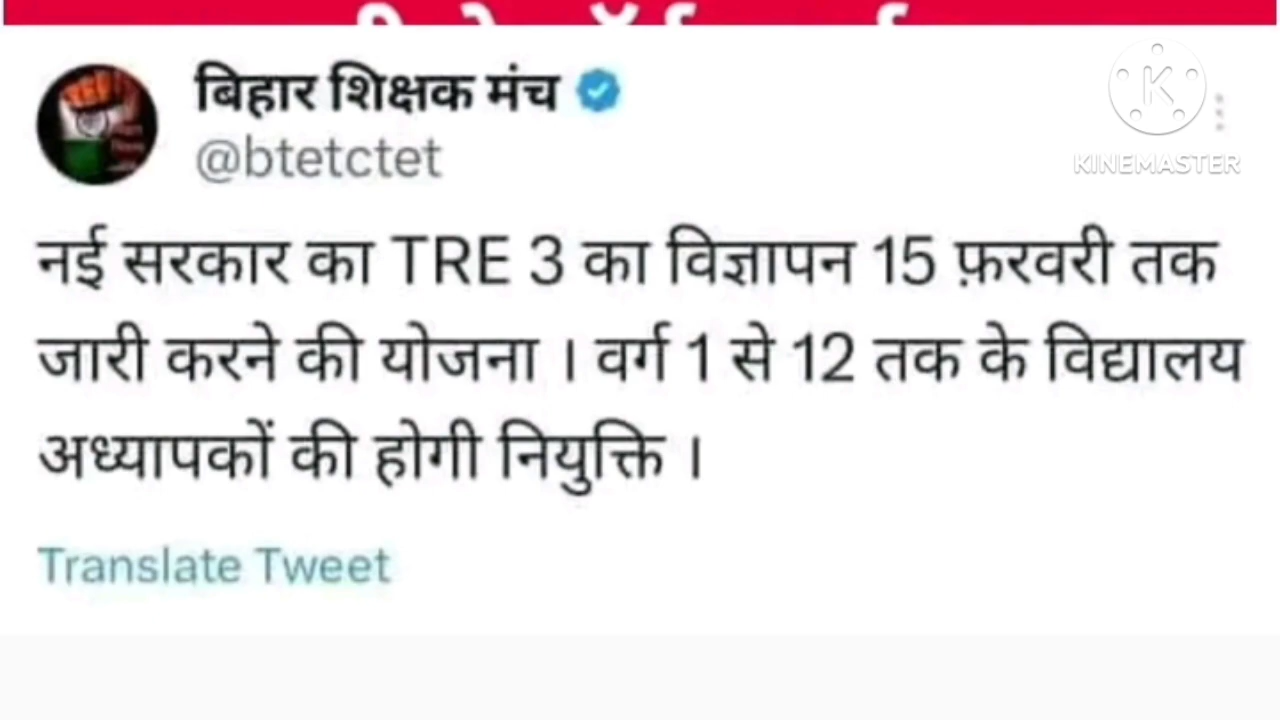 बिहार शिक्षक मंच
@btetctet
KINEMASTER
नई सरकार का TRE 3 का विज्ञापन 15 फ़रवरी तक
जारी करने की योजना । वर्ग 1 से 12 तक के विद्यालय
अध्यापकों की होगी नियुक्ति ।
Translate Tweet